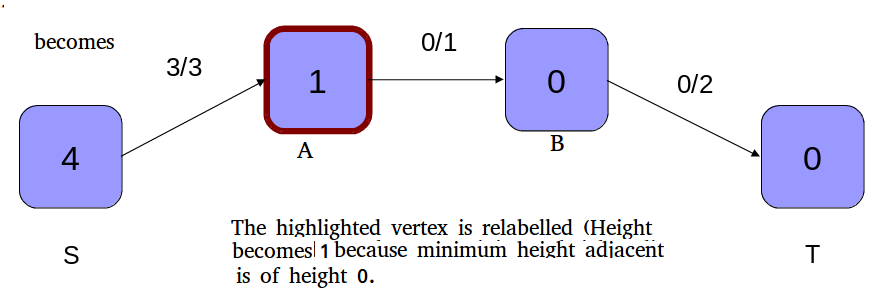 becomes
3/3
0/1
0/2
4
1
0
0
S
A
B
T
The highlighted vertex is relabelled (Height
becomes 1 because minimum height adjacent
is of height 0.